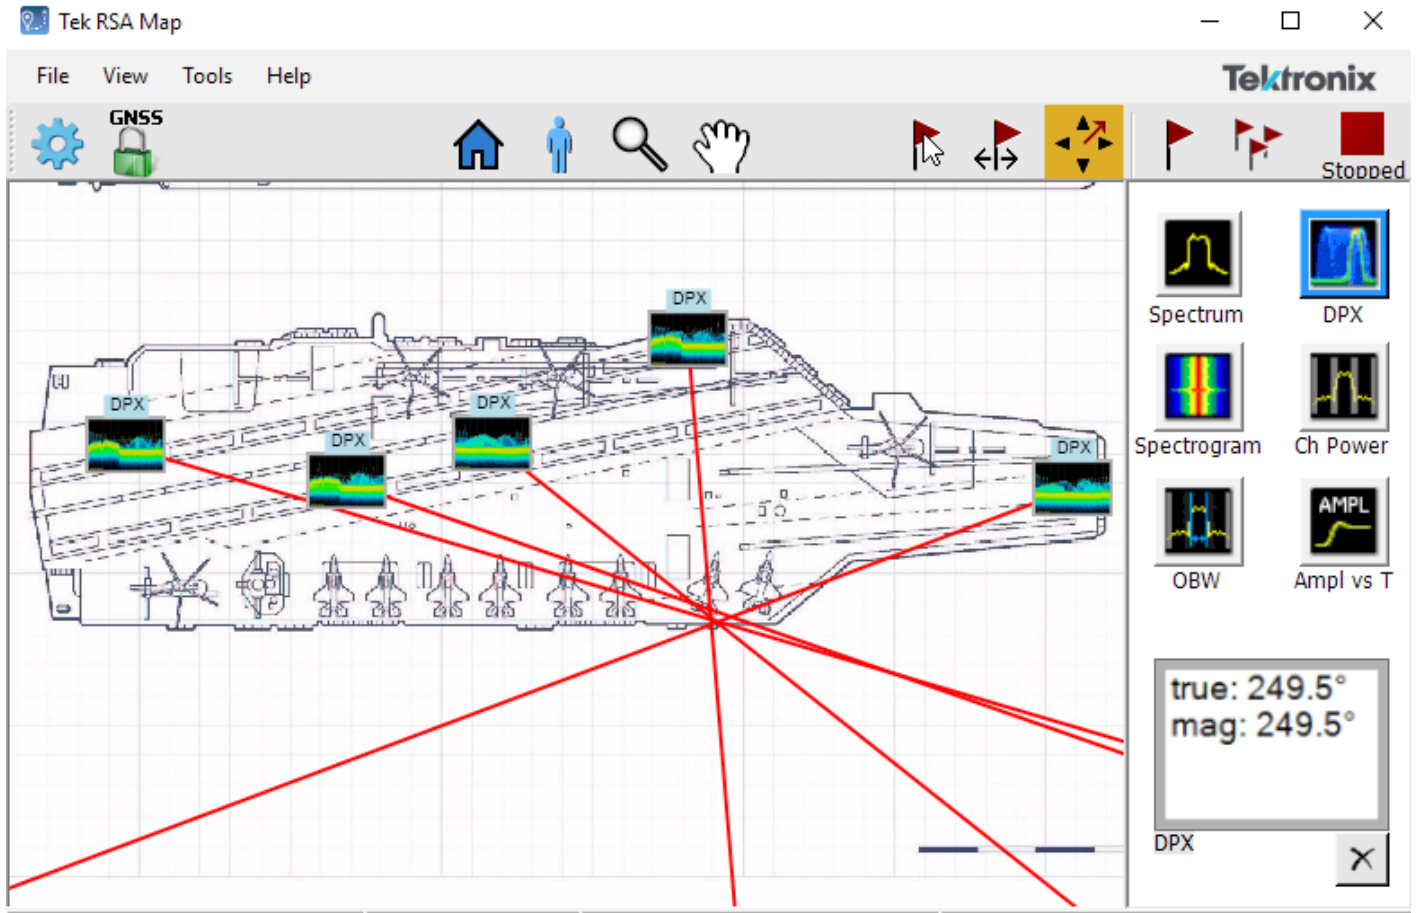 Tek RSA Map
File View Tools Help
Tektronix
GNSS
Stopped
DPX
DPX
DPX
DPX
DPX
Spectrum
DPX
Spectrogram
Ch Power
AMPL
OBW
Ampl vs T
true: 249.5°
mag: 249.5°
DPX